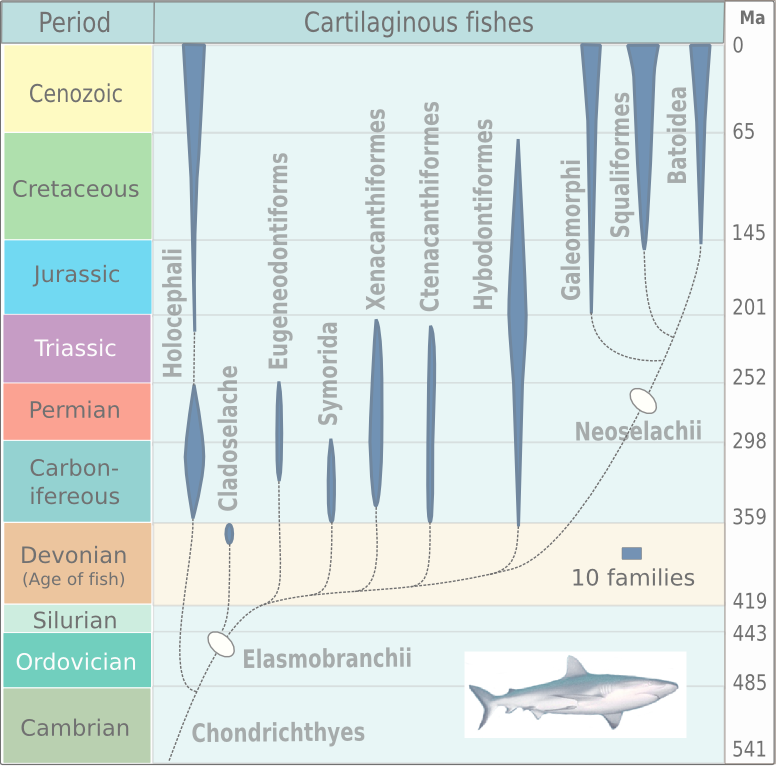 Period
Cartilaginous fishes
Ma
0
Cenozoic
65
Cretaceous
145
Jurassic
201
Triassic
252
Permian
298
Carbon-
ifereous
359
Devonian
(Age of fish)
419
Silurian
443
Ordovician
485
Cambrian
541
Holocephali
Cladoselache
Eugeneodontiforms
Symorida
Xenacanthiformes
Ctenacanthiformes
Hybodontiformes
Galeomorphi
Squaliformes
Batoidea
Neoselachii
10 families
Elasmobranchii
Chondrichthyes